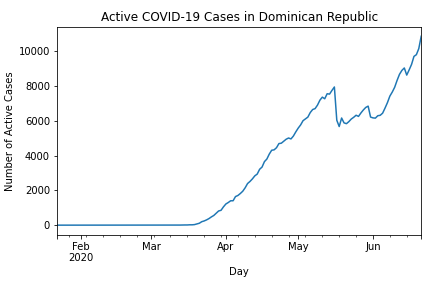 Active COVID-19 Cases in Dominican Republic
Number of Active Cases
10000
8000
6000
4000
2000
0
Feb
2020
Mar
Apr
May
Jun
Day